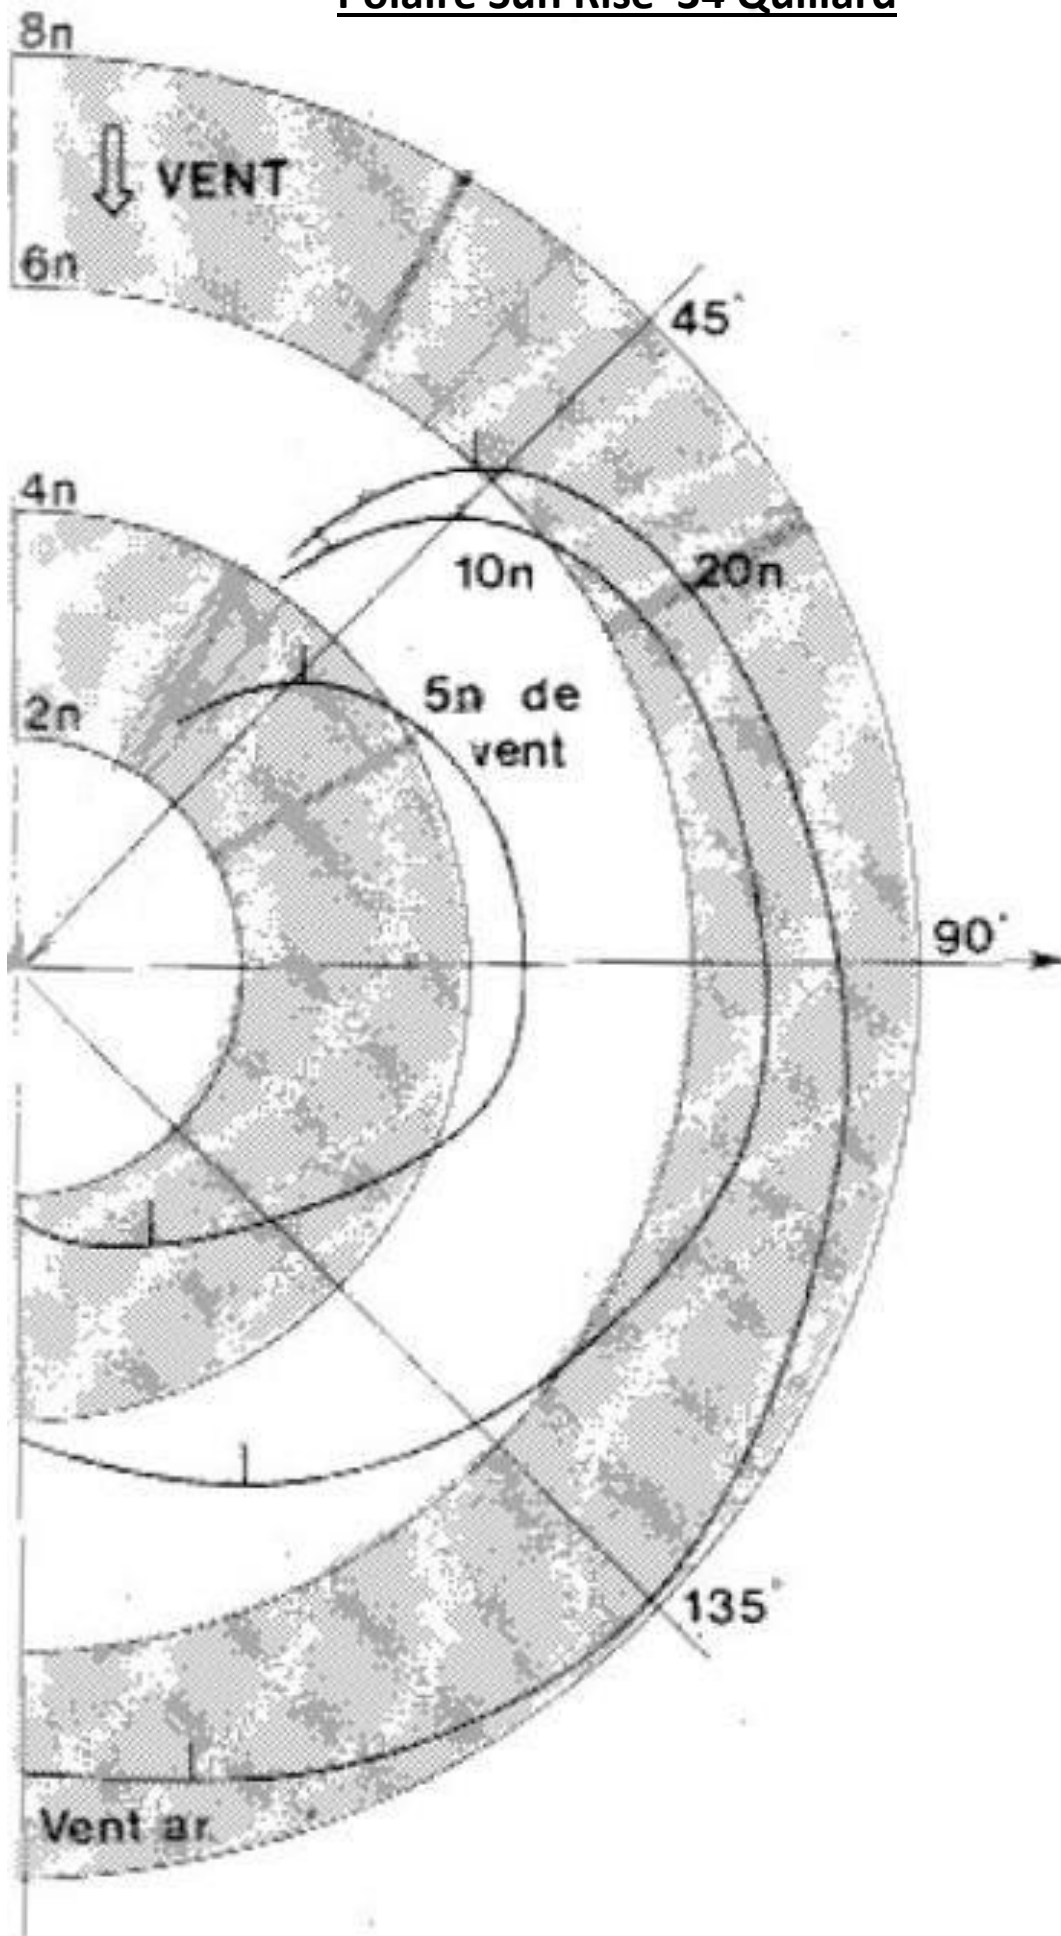 Polaire Sun Rise 34 Quillard
8n
VENT
6n
45°
4n
10n
20n
5n de
vent
2n
90°
135°
Vent ar.